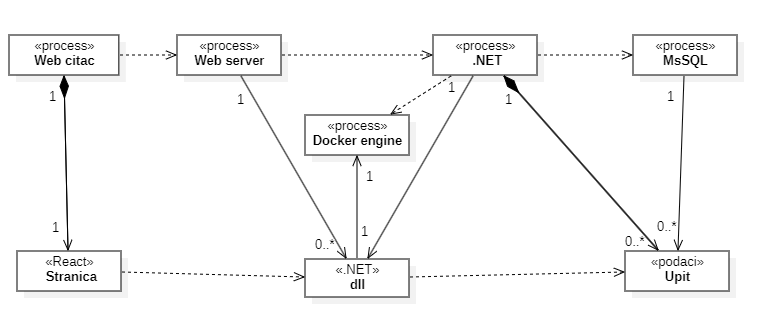 «process»
Web citac
«process»
Web server
«process»
.NET
«process»
MsSQL
1
1
1
1
1
«process»
Docker engine
1
1
1
0..*
0..*
0..*
«React»
Stranica
«.NET»
dll
«podaci»
Upit